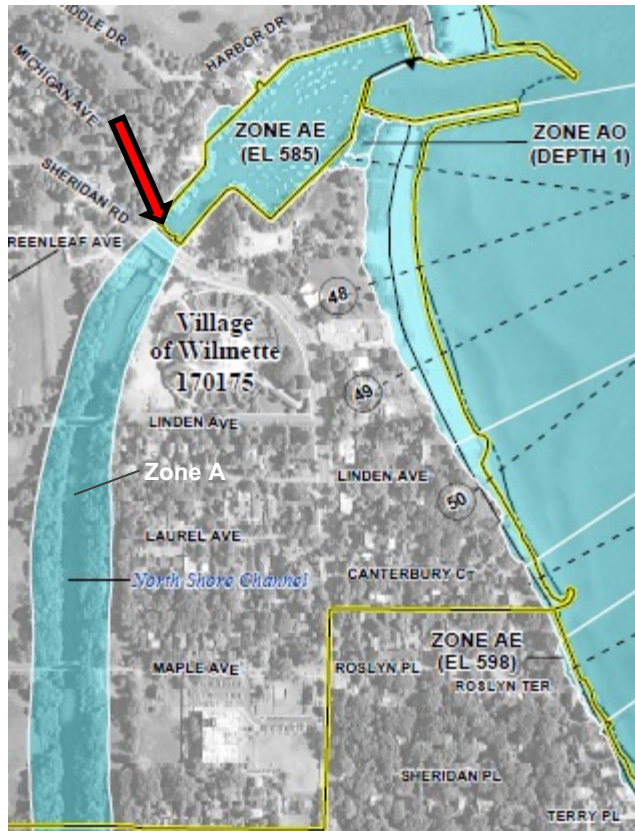 IDDLE DR
HARBOR DR
MICHIGAN AVE
ZONE AE
(EL 585)
ZONE AO
(DEPTH 1)
SHERIDAN RD
REENLEAF AVE
48
Village
of Wilmette
170175
49
LINDEN AVE
LINDEN AVE
Zone A
50
LAUREL AVE
CANTERBURY CT
North Shore Channel
ZONE AE
(EL 598)
MAPLE AVE
ROSLYN PL
ROSLYN TER
SHERIDAN PL
TERRY PL